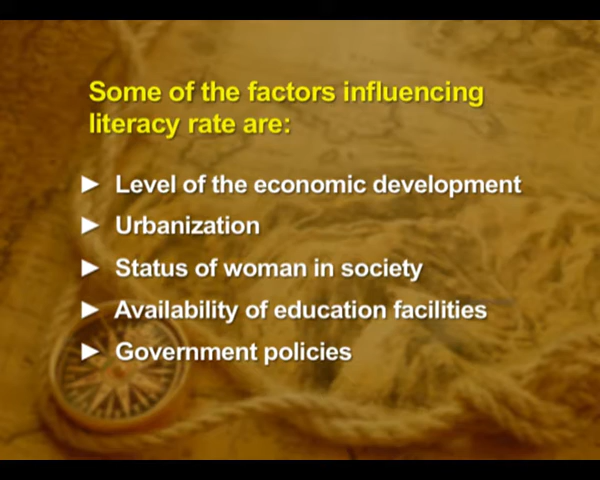 Some of the factors influencing
literacy rate are:
► Level of the economic development
► Urbanization
► Status of woman in society
► Availability of education facilities
► Government policies